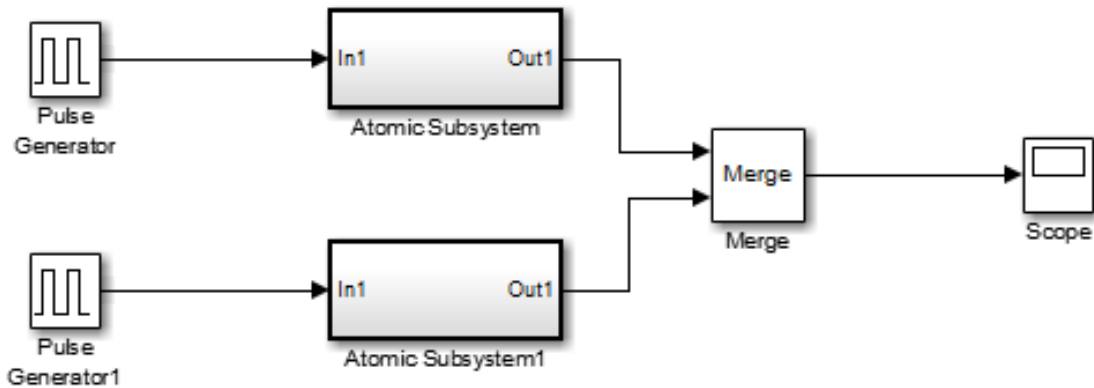 In1
Out1
Pulse
Generator
Atomic Subsystem
Merge
Merge
Scope
In1
Out1
Pulse
Generator1
Atomic Subsystem1